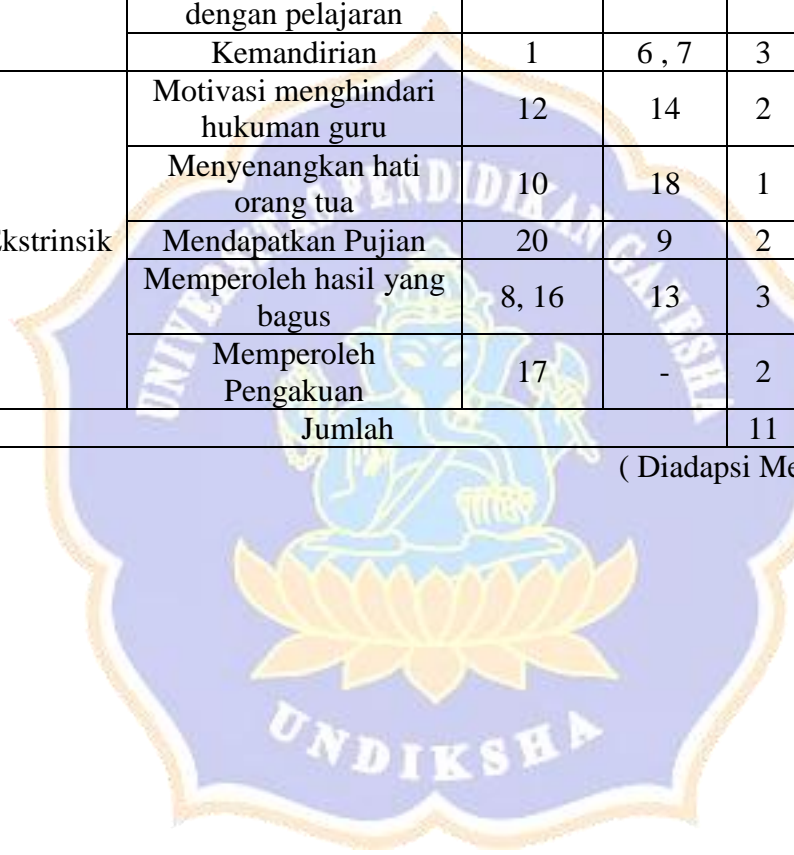 dengan pelajaran
Kemandirian 1 6 , 7 3
Motivasi menghindari
hukuman guru 12 14 2
Menyenangkan hati
orang tua 10 18 1
kstrinsik Mendapatkan Pujian 20 9 2
Memperoleh hasil yang
bagus 8, 16 13 3
Memperoleh
Pengakuan 17 - 2
Jumlah 11
( Diadapsi Me
UNIVERSITAS PENDIDIKAN GANESHA
UNDIKSHA